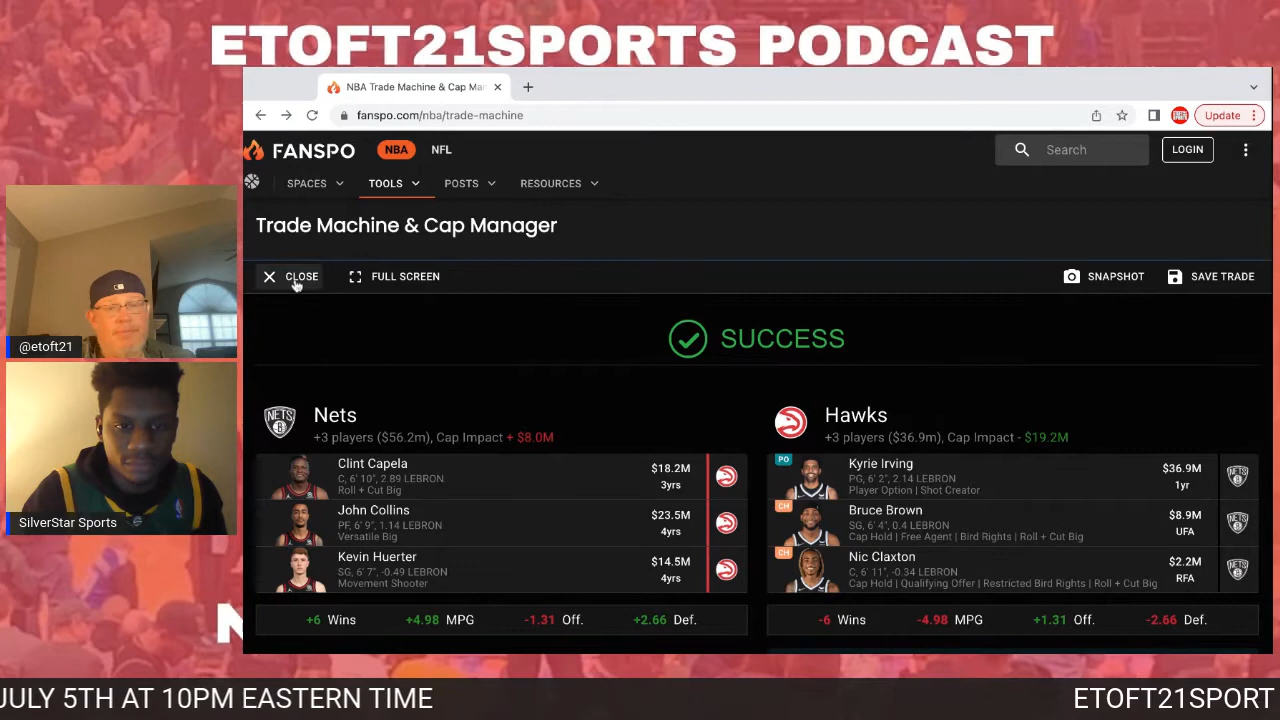 ETOFT21SPORTS PODCAST
NBA Trade Machine & Cap Man
fanspo.com/nba/trade-machine
Update
FANSPO
NBA
NFL
Search
LOGIN
SPACES
TOOLS
POSTS
RESOURCES
Trade Machine & Cap Manager
CLOSE
FULL SCREEN
SNAPSHOT
SAVE TRADE
SUCCESS
NETS
B
Nets
+3 players ($56.2m), Cap Impact + $8.0M
Clint Capela
C, 6' 10", 2.89 LEBRON
Roll + Cut Big
$18.2M
3yrs
John Collins
PF, 6' 9", 1.14 LEBRON
Versatile Big
$23.5M
4yrs
Kevin Huerter
SG, 6' 7", -0.49 LEBRON
Movement Shooter
$14.5M
4yrs
+6 Wins
+4.98 MPG
-1.31 Off.
+2.66 Def.
Hawks
+3 players ($36.9m), Cap Impact - $19.2M
PO
Kyrie Irving
PG, 6' 2", 2.14 LEBRON
Player Option | Shot Creator
$36.9M
1yr
CH
Bruce Brown
SG, 6' 4", 0.4 LEBRON
Cap Hold | Free Agent | Bird Rights | Roll + Cut Big
$8.9M
UFA
CH
Nic Claxton
C, 6' 11", -0.34 LEBRON
Cap Hold | Qualifying Offer | Restricted Bird Rights | Roll + Cut Big
$2.2M
RFA
-6 Wins
-4.98 MPG
+1.31 Off.
-2.66 Def.
@etoft21
SilverStar Sports
N
JULY 5TH AT 10PM EASTERN TIME
ETOFT21SPORT